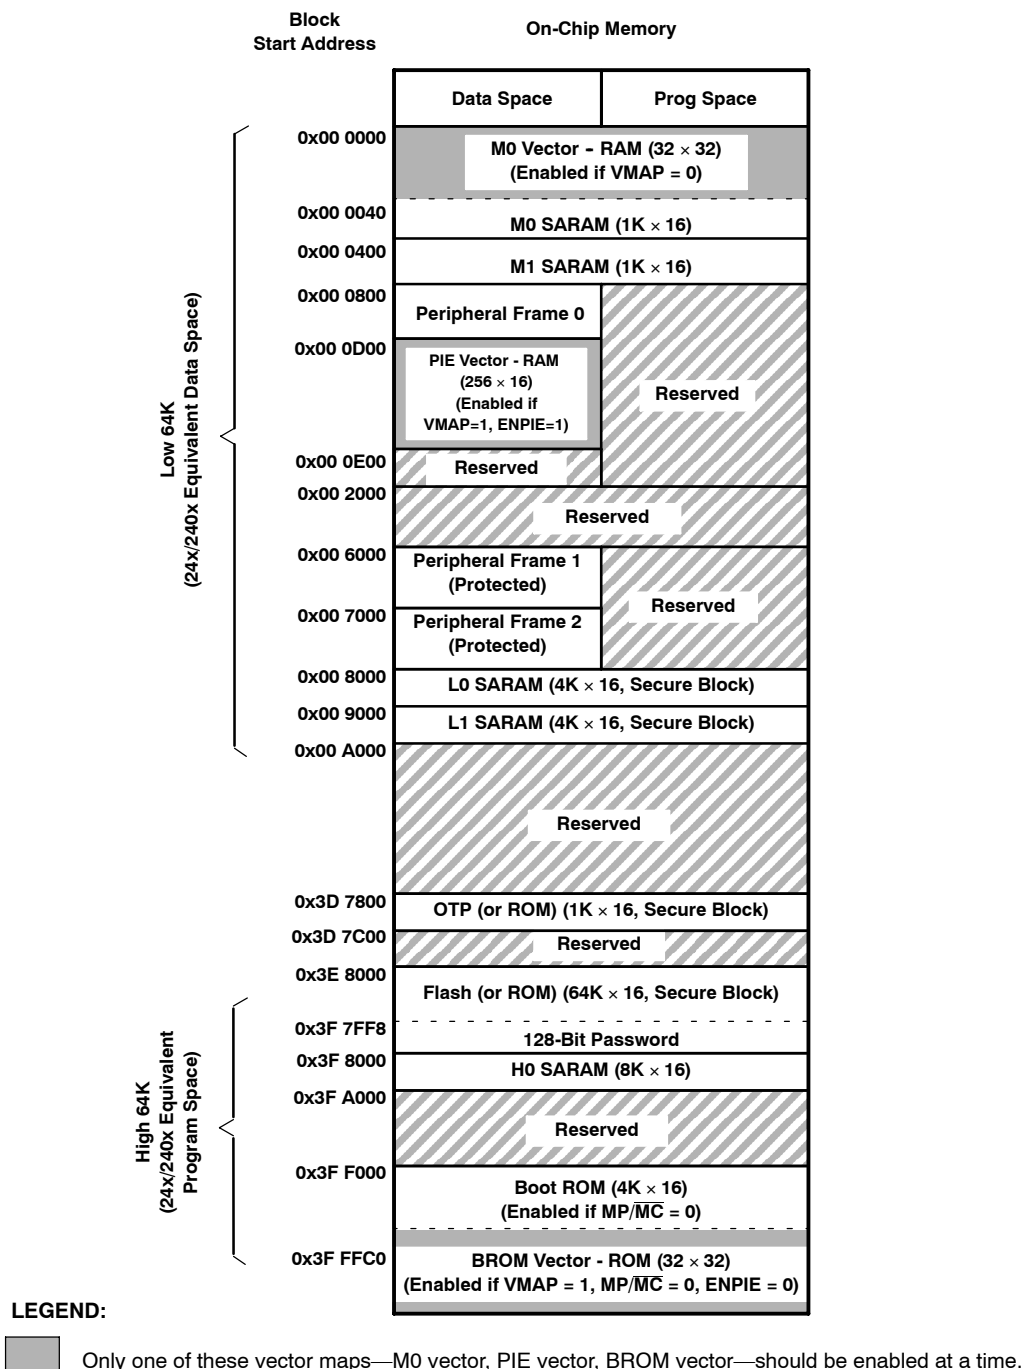 Block
Start Address
On-Chip Memory
Data Space
Prog Space
0x00 0000
M0 Vector - RAM (32 × 32)
(Enabled if VMAP = 0)
0x00 0040
M0 SARAM (1K × 16)
0x00 0400
M1 SARAM (1K × 16)
0x00 0800
Peripheral Frame 0
0x00 0D00
PIE Vector - RAM
(256 × 16)
(Enabled if
VMAP=1, ENPIE=1)
Reserved
0x00 0E00
Reserved
0x00 2000
Reserved
0x00 6000
Peripheral Frame 1
(Protected)
Reserved
0x00 7000
Peripheral Frame 2
(Protected)
0x00 8000
L0 SARAM (4K × 16, Secure Block)
0x00 9000
L1 SARAM (4K × 16, Secure Block)
0x00 A000
Low 64K
(24x/240x Equivalent Data Space)
Reserved
0x3D 7800
OTP (or ROM) (1K × 16, Secure Block)
0x3D 7C00
Reserved
0x3E 8000
Flash (or ROM) (64K × 16, Secure Block)
0x3F 7FF8
128-Bit Password
0x3F 8000
H0 SARAM (8K × 16)
0x3F A000
Reserved
0x3F F000
Boot ROM (4K × 16)
(Enabled if MP/MC = 0)
0x3F FFC0
BROM Vector - ROM (32 × 32)
(Enabled if VMAP = 1, MP/MC = 0, ENPIE = 0)
High 64K
(24x/240x Equivalent
Program Space)
LEGEND:
Only one of these vector maps—M0 vector, PIE vector, BROM vector—should be enabled at a time.